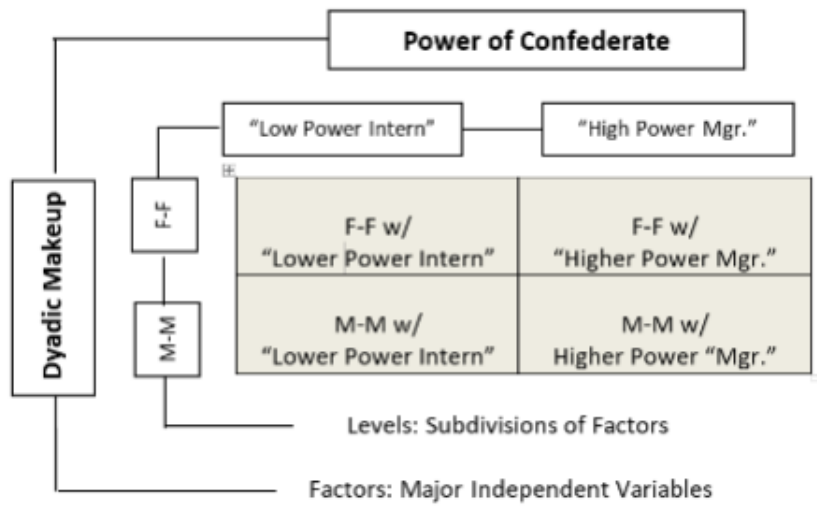 Power of Confederate
“Low Power Intern”
“High Power Mgr.”
Dyadic Makeup
F-F
M-M
F-F w/
“Lower Power Intern”
F-F w/
“Higher Power Mgr.”
M-M w/
“Lower Power Intern”
M-M w/
Higher Power “Mgr.”
Levels: Subdivisions of Factors
Factors: Major Independent Variables